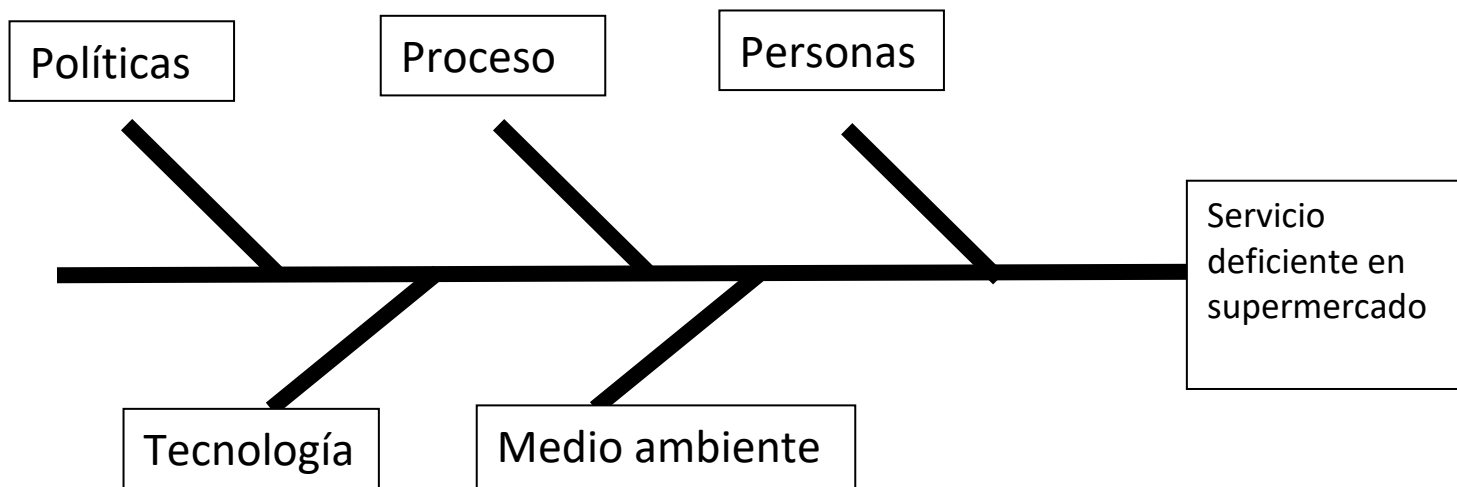 Políticas
Proceso
Personas
Servicio
deficiente en
supermercado
Tecnología
Medio ambiente